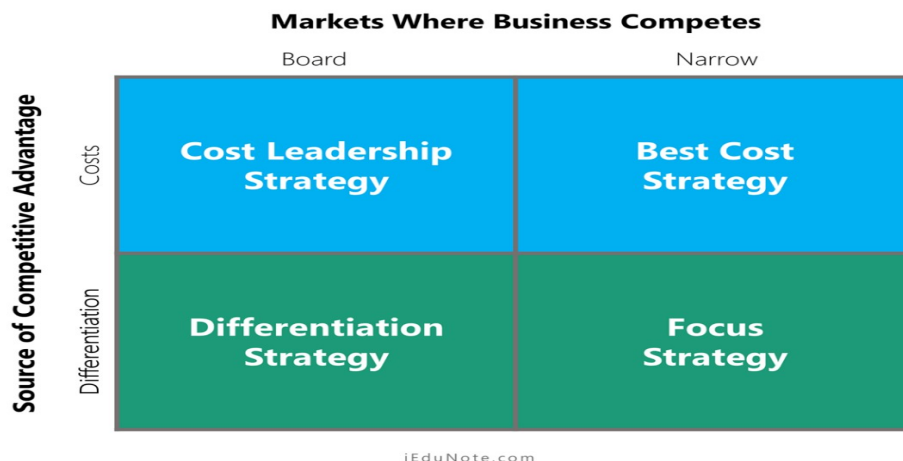 Markets Where Business Competes
Board
Narrow
Source of Competitive Advantage
Costs
Cost Leadership
Strategy
Best Cost
Strategy
Differentiation
Differentiation
Strategy
Focus
Strategy
iEduNote.com